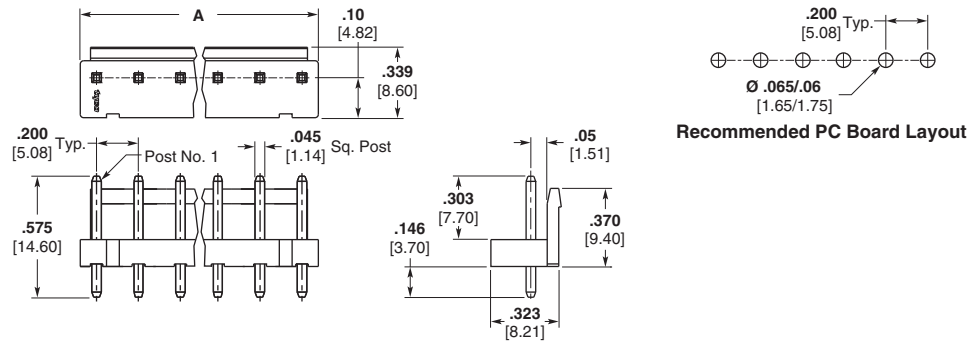 A
.10
[4.82]
.339
[8.60]
tyco
.200
[5.08] Typ.
Post No. 1
.045
[1.14] Sq. Post
.575
[14.60]
.05
[1.51]
.303
[7.70]
.146
[3.70]
.370
[9.40]
.323
[8.21]
.200
[5.08] Typ.
Ø .065/.06
[1.65/1.75]
Recommended PC Board Layout